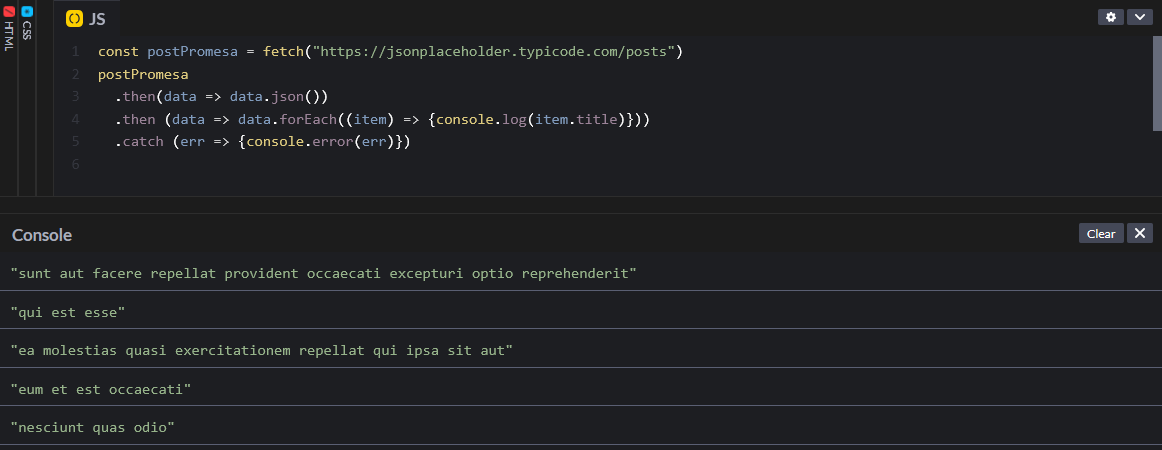 HTML
CSS
JS
1 const postPromesa = fetch("https://jsonplaceholder.typicode.com/posts")
2 postPromesa
3   .then(data => data.json())
4   .then (data => data.forEach((item) => {console.log(item.title)}))
5   .catch (err => {console.error(err)})
6
Console
Clear
"sunt aut facere repellat provident occaecati excepturi optio reprehenderit"
"qui est esse"
"ea molestias quasi exercitationem repellat qui ipsa sit aut"
"eum et est occaecati"
"nesciunt quas odio"